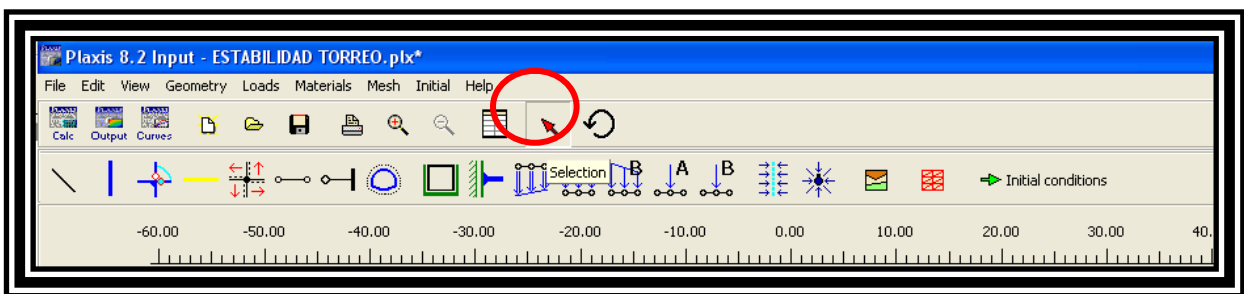 Plaxis 8.2 Input - ESTABILIDAD TORREO.plx*
File Edit View Geometry Loads Materials Mesh Initial Help
Calc Output Curves
Selection B A B Initial conditions
-60.00 -50.00 -40.00 -30.00 -20.00 -10.00 0.00 10.00 20.00 30.00 40.